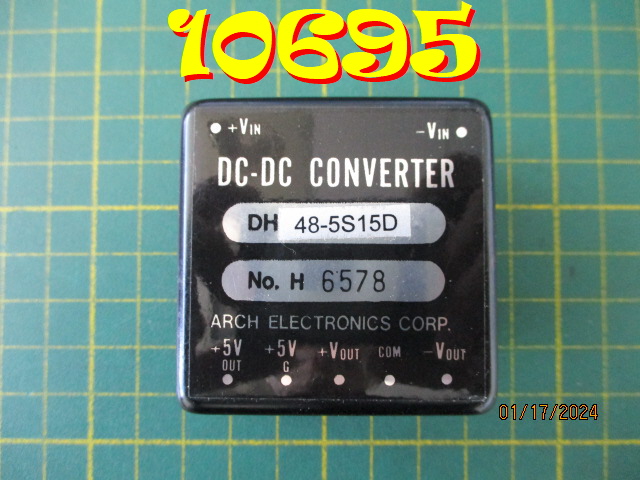 10695
+VIN -VIN
DC-DC CONVERTER
DH 48-5S15D
No. H 6578
ARCH ELECTRONICS CORP.
+5V +5V +VOUT COM -VOUT
OUT G
01/17/2024